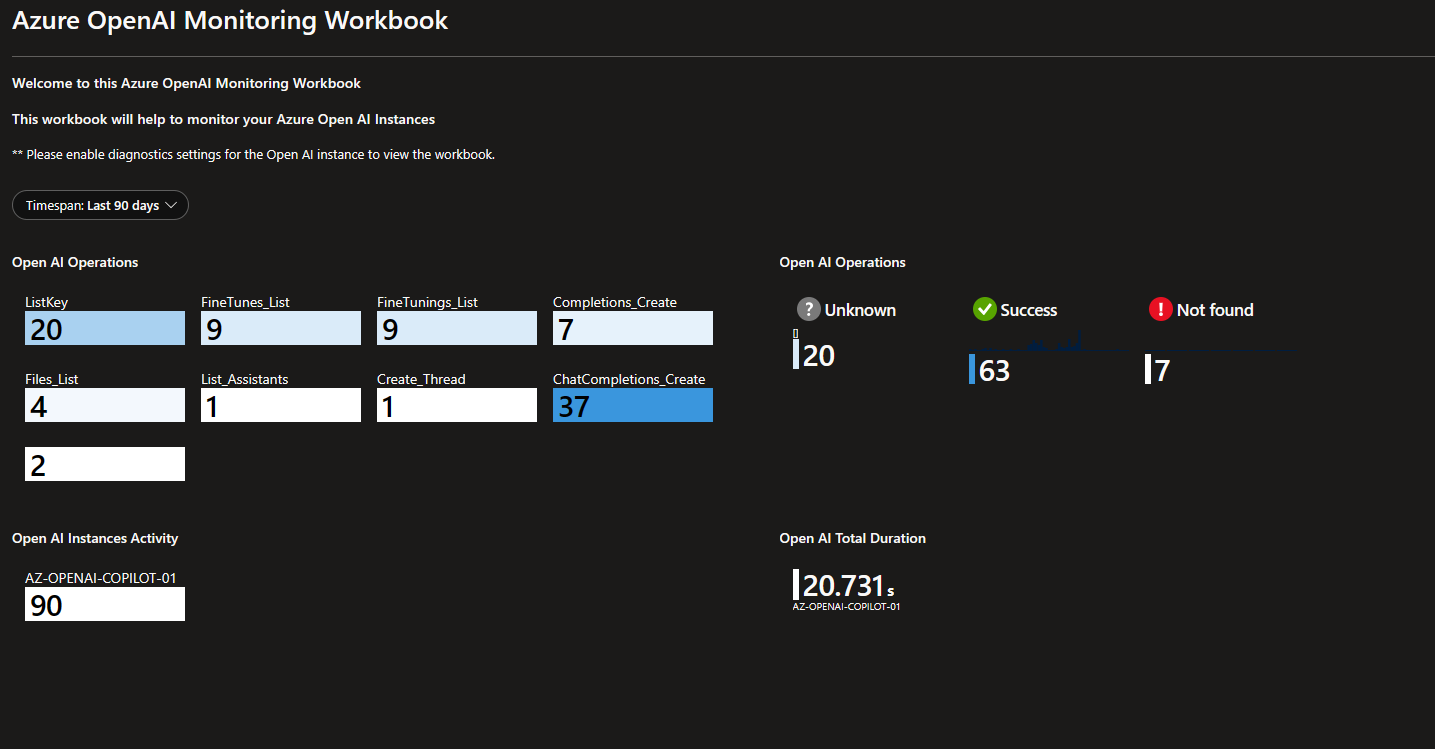 Azure OpenAI Monitoring Workbook
Welcome to this Azure OpenAI Monitoring Workbook
This workbook will help to monitor your Azure Open AI Instances
** Please enable diagnostics settings for the Open AI instance to view the workbook.
Timespan: Last 90 days
Open AI Operations
ListKey
20
FineTunes_List
9
FineTunings_List
9
Completions_Create
7
Files_List
4
List_Assistants
1
Create_Thread
1
ChatCompletions_Create
37
2
Open AI Operations
? Unknown
[]
20
Success
63
! Not found
7
Open AI Instances Activity
AZ-OPENAI-COPILOT-01
90
Open AI Total Duration
20.731 s
AZ-OPENAI-COPILOT-01